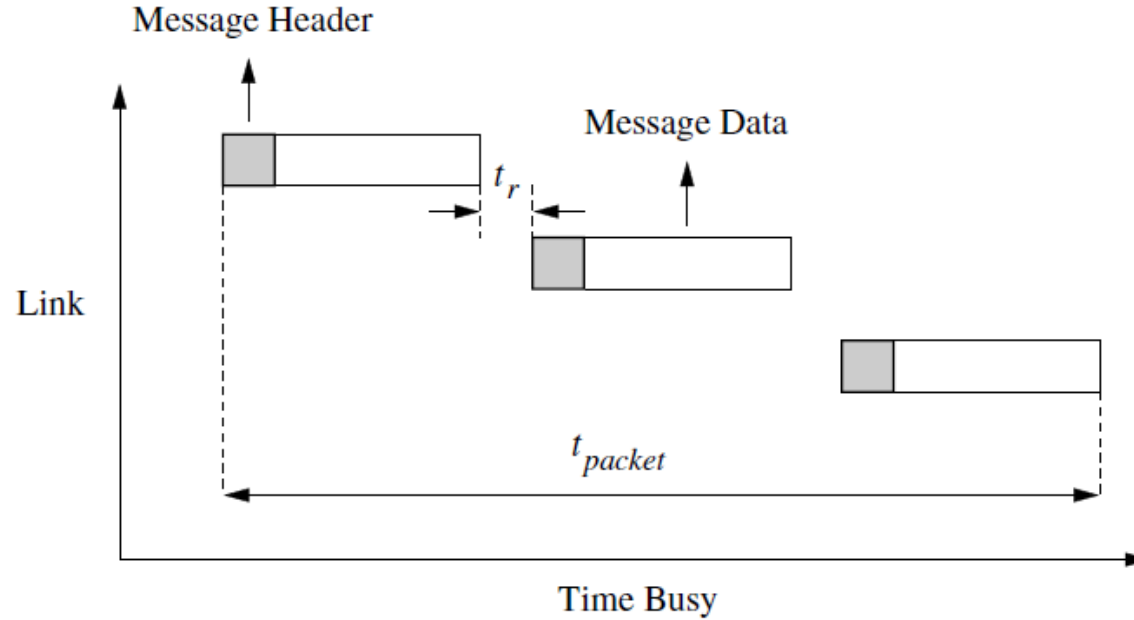 Message Header
Message Data
t_r
Link
t_packet
Time Busy